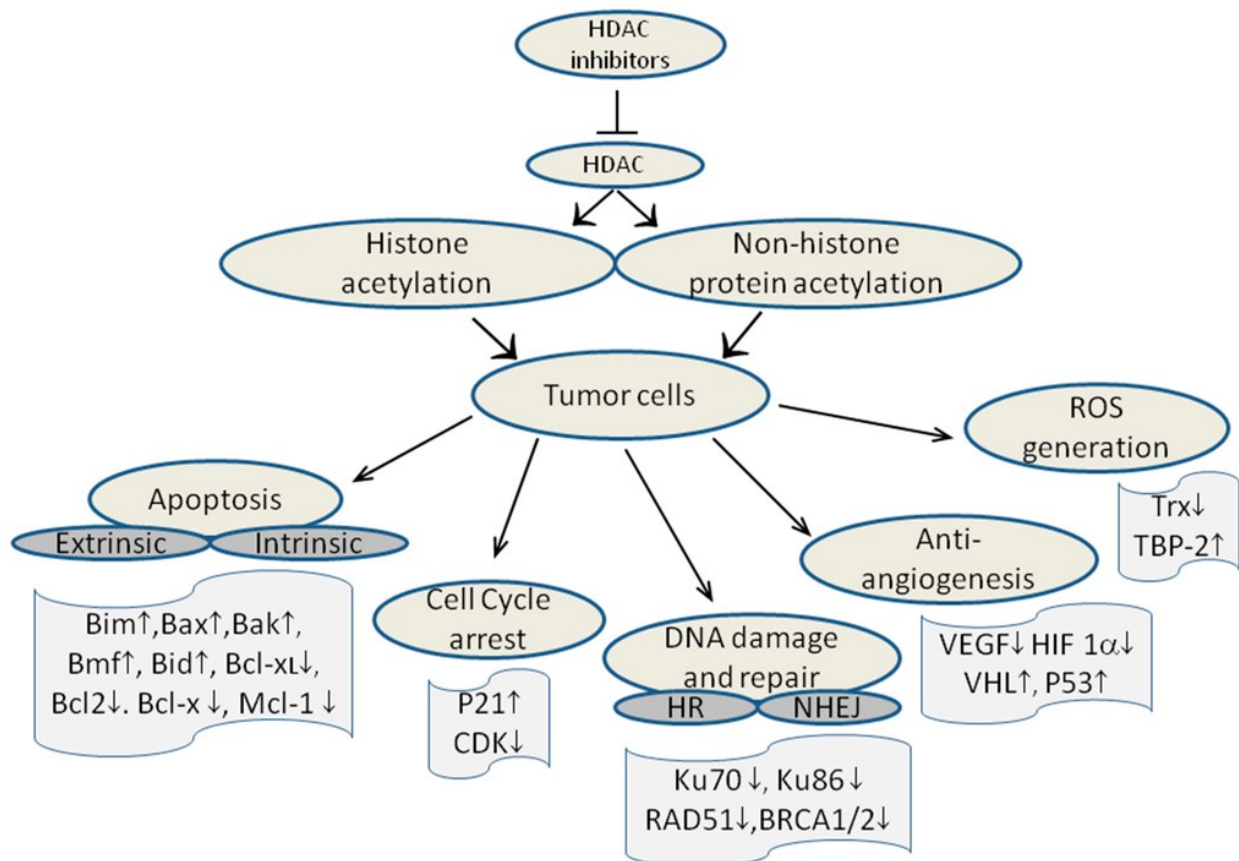 HDAC
inhibitors
HDAC
Histone
acetylation
Non-histone
protein acetylation
Tumor cells
ROS
generation
Trx↓
TBP-2↑
Apoptosis
Extrinsic
Intrinsic
Bim↑,Bax↑,Bak↑,
Bmf↑, Bid↑, Bcl-xL↓,
Bcl2↓. Bcl-x↓, Mcl-1↓
Cell Cycle
arrest
P21↑
CDK↓
DNA damage
and repair
HR
NHEJ
Ku70↓, Ku86↓
RAD51↓,BRCA1/2↓
Anti-
angiogenesis
VEGF↓ HIF 1α↓
VHL↑, P53↑